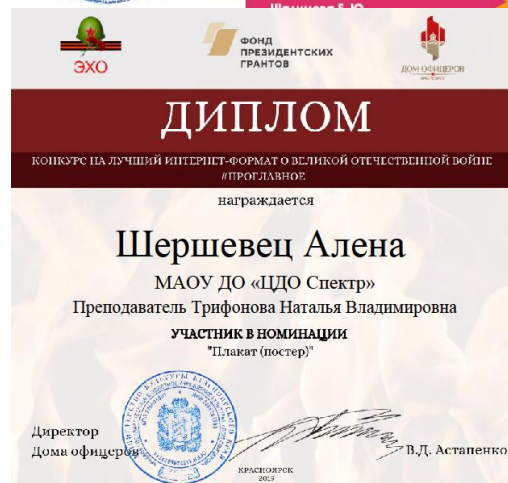 ЭХО
ФОНД
ПРЕЗИДЕНТСКИХ
ГРАНТОВ
ДОМ ОФИЦЕРОВ
ДИПЛОМ
КОНКУРС НА ЛУЧШИЙ ИНТЕРНЕТ-ФОРМАТ О ВЕЛИКОЙ ОТЕЧЕСТВЕННОЙ ВОЙНЕ
#ПРОГЛАВНОЕ
награждается
Шершевец Алена
МАОУ ДО «ЦДО Спектр»
Преподаватель Трифонова Наталья Владимировна
УЧАСТНИК В НОМИНАЦИИ
"Плакат (постер)"
Директор
Дома офицеров
В.Д. Астапенко
КРАСНОЯРСК
2019